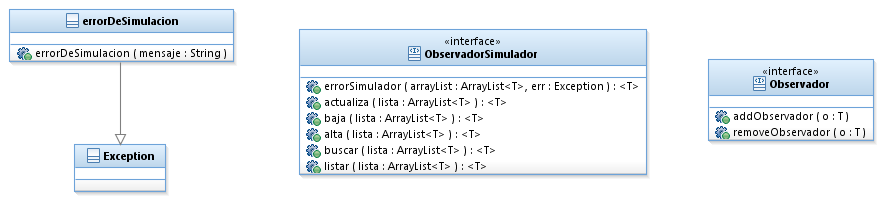 errorDeSimulacion
errorDeSimulacion ( mensaje : String )
Exception
«interface»
ObservadorSimulador
errorSimulador ( arrayList : ArrayList<T>, err : Exception ) : <T>
actualiza ( lista : ArrayList<T> ) : <T>
baja ( lista : ArrayList<T> ) : <T>
alta ( lista : ArrayList<T> ) : <T>
buscar ( lista : ArrayList<T> ) : <T>
listar ( lista : ArrayList<T> ) : <T>
«interface»
Observador
addObservador ( o : T )
removeObservador ( o : T )